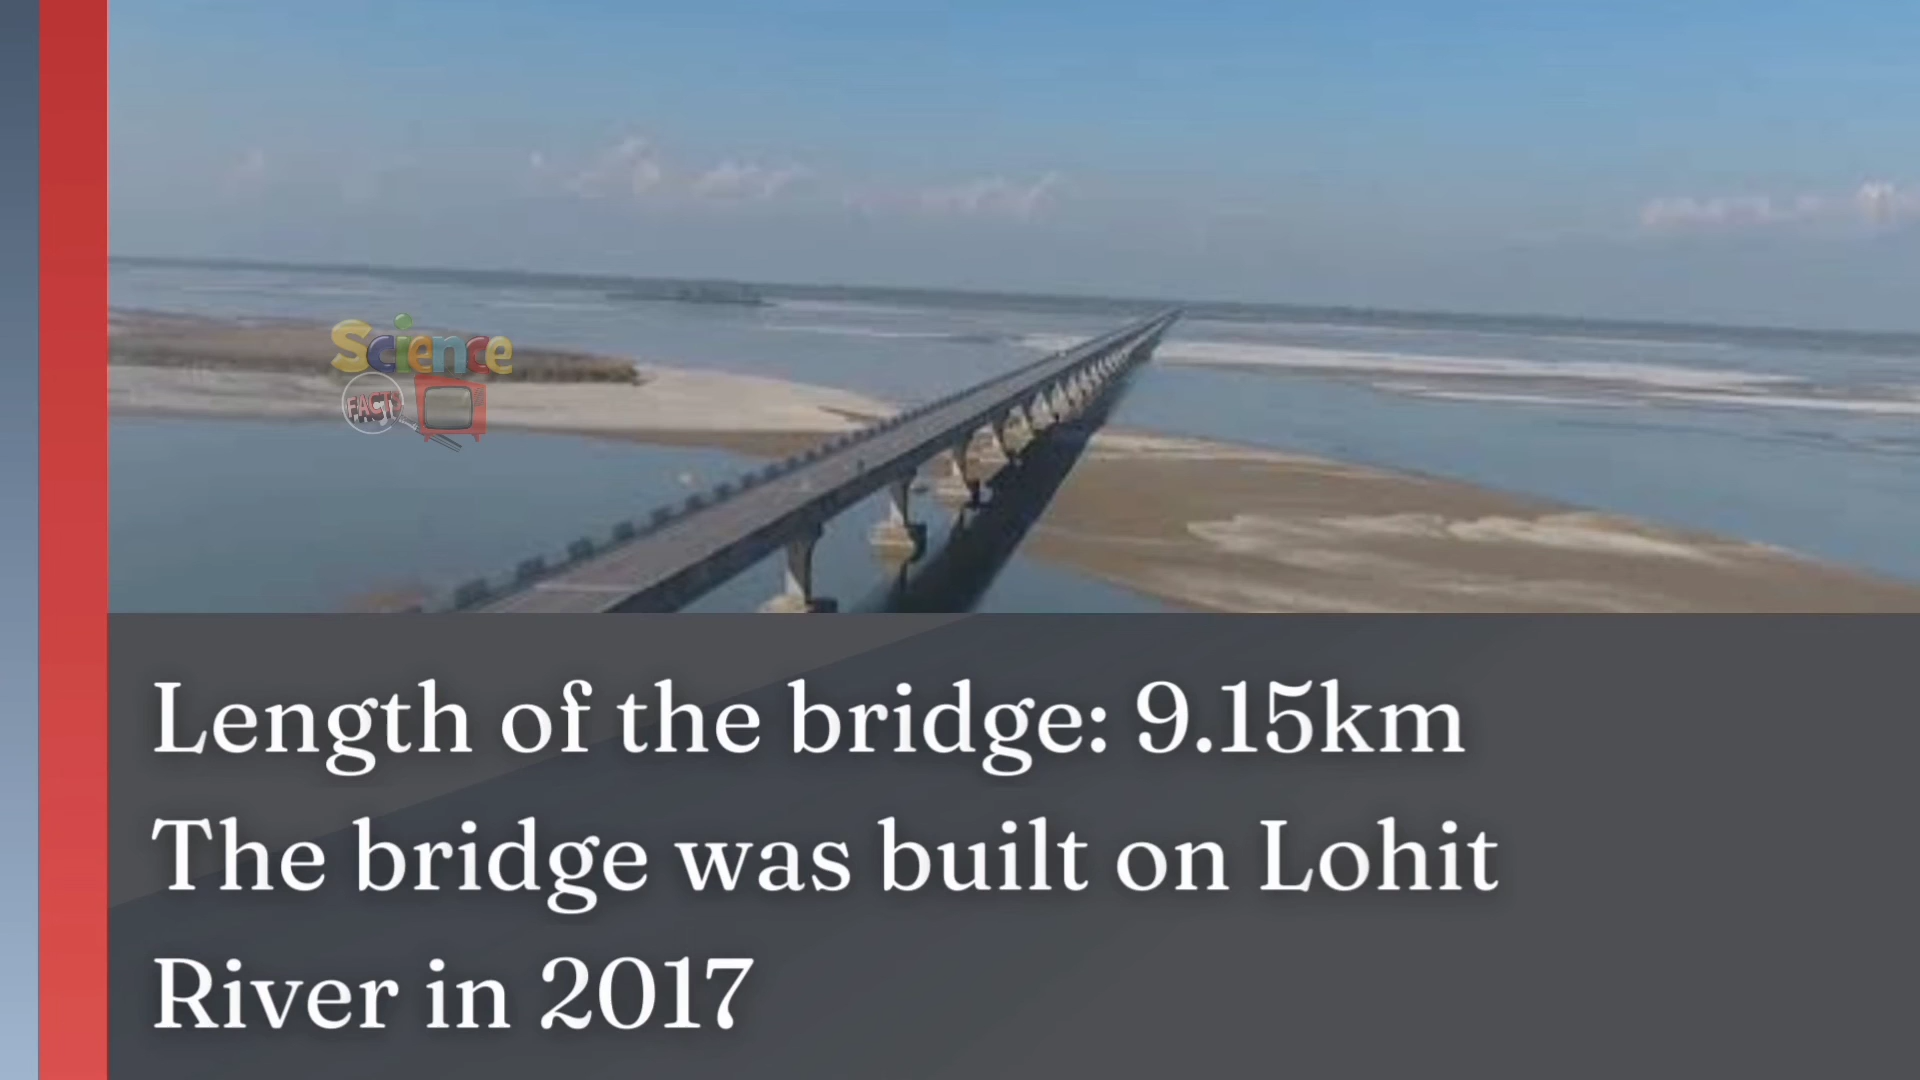 Science
FACTS
Length of the bridge: 9.15km
The bridge was built on Lohit
River in 2017